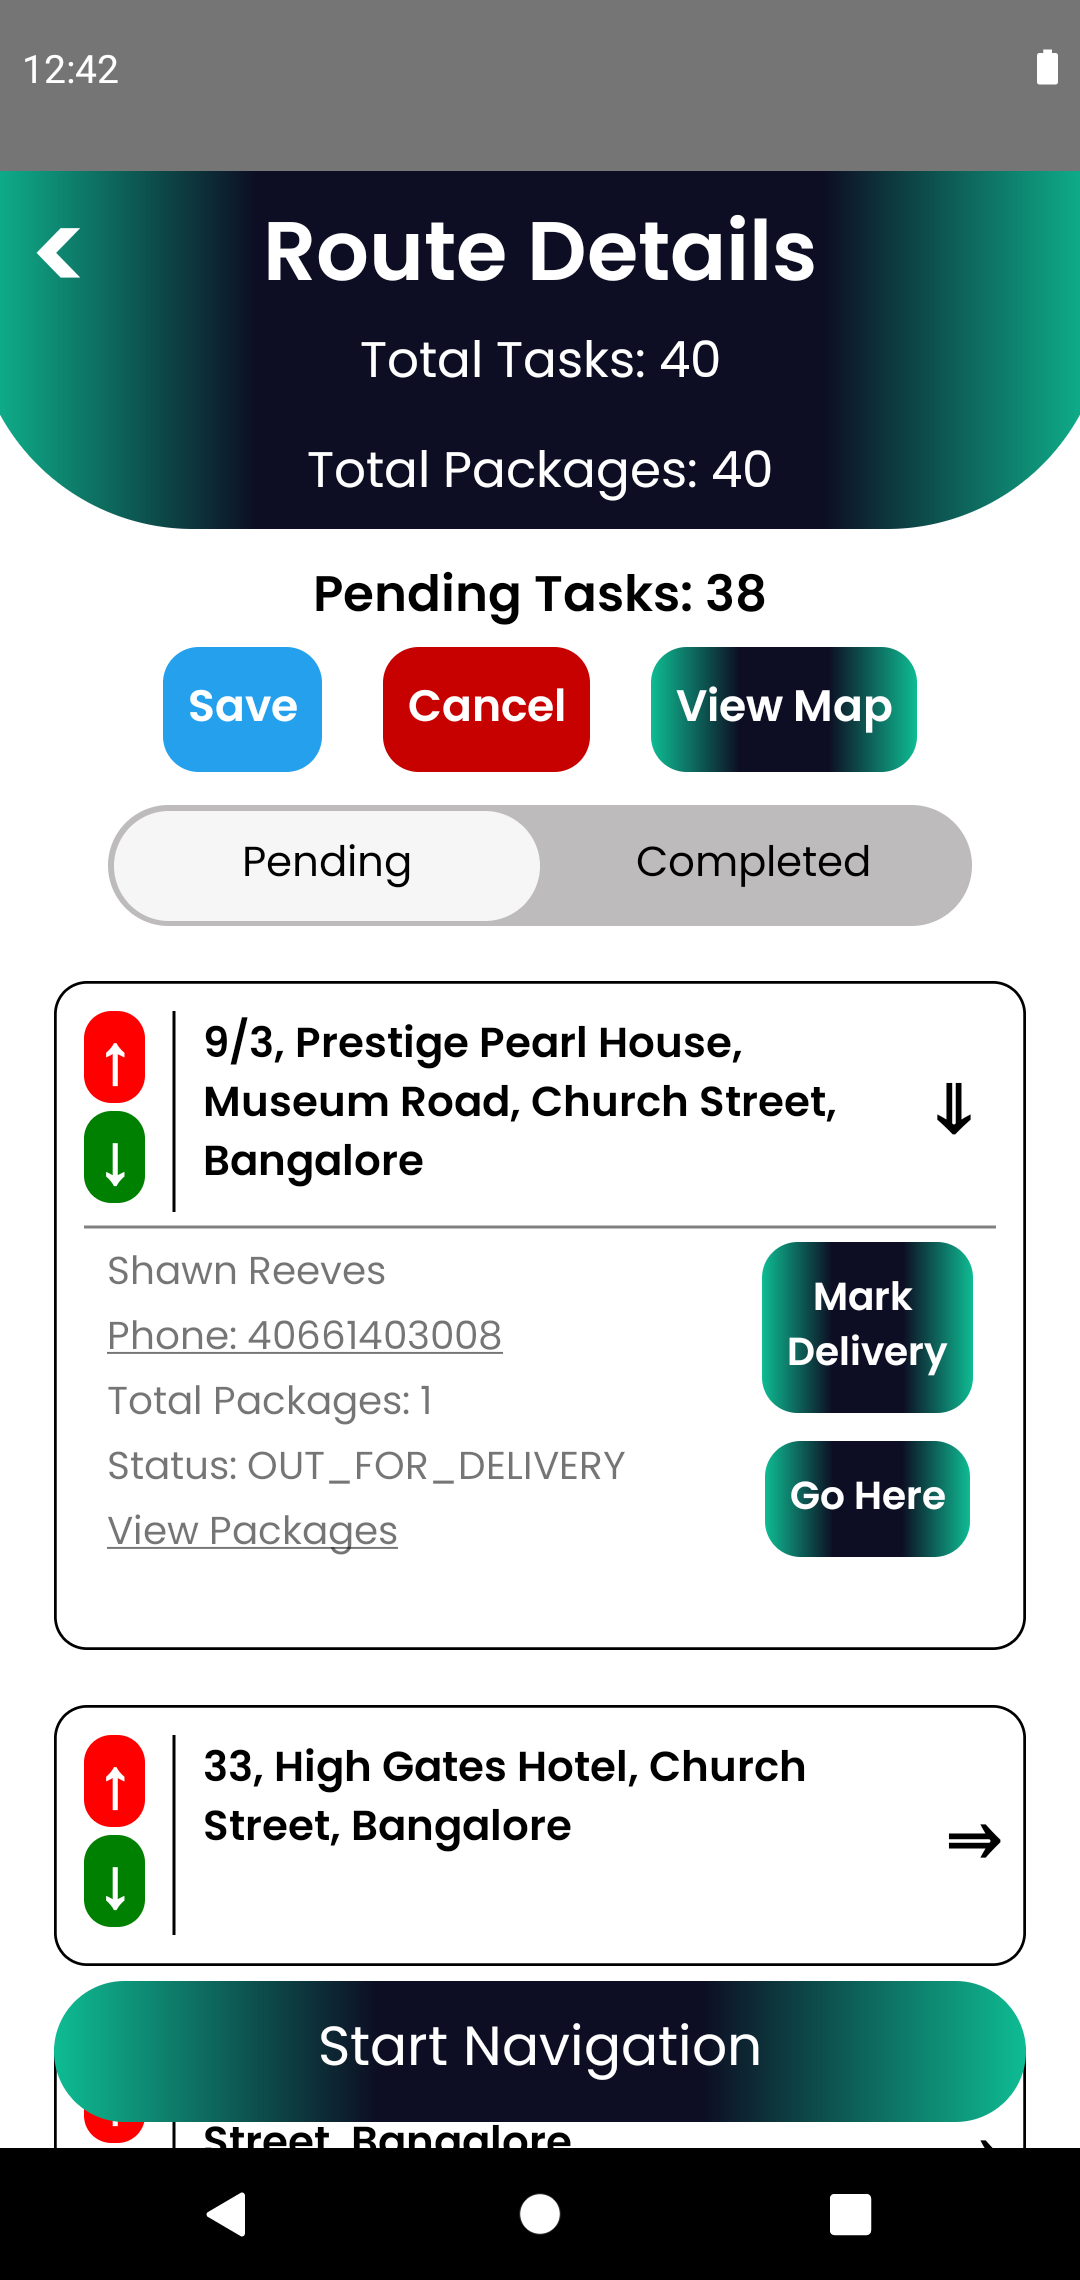 12:42
Route Details
Total Tasks: 40
Total Packages: 40
Pending Tasks: 38
Save
Cancel
View Map
Pending
Completed
9/3, Prestige Pearl House,
Museum Road, Church Street,
Bangalore
Shawn Reeves
Phone: 40661403008
Total Packages: 1
Status: OUT_FOR_DELIVERY
View Packages
Mark
Delivery
Go Here
33, High Gates Hotel, Church
Street, Bangalore
Start Navigation
Street, Bangalore